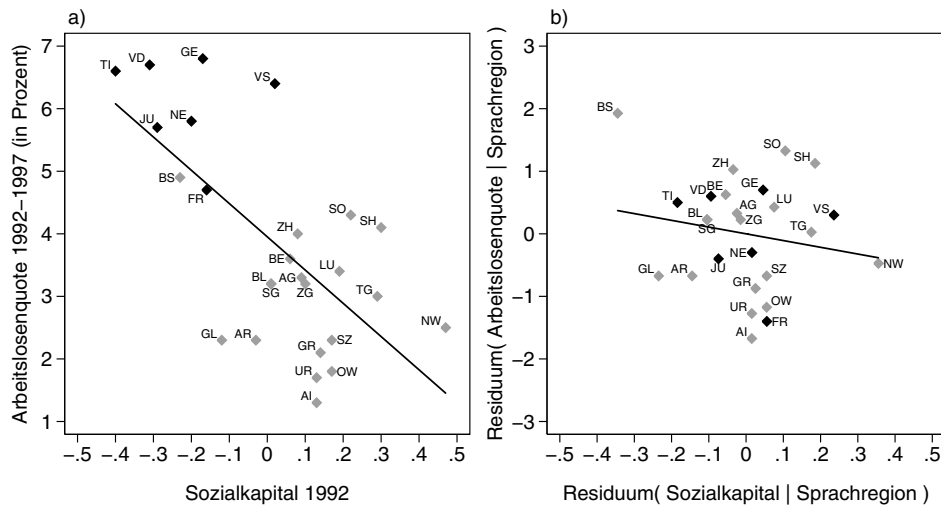 a)
Arbeitslosenquote 1992–1997 (in Prozent)
7
6
5
4
3
2
1
TI
VD
GE
VS
JU
NE
BS
FR
SO
SH
ZH
BE
LU
BL
SG
AG
ZG
TG
NW
GL
AR
SZ
GR
UR
OW
AI
−.5 −.4 −.3 −.2 −.1 0 .1 .2 .3 .4 .5
Sozialkapital 1992
b)
Residuum( Arbeitslosenquote | Sprachregion )
3
2
1
0
−1
−2
−3
BS
SO
SH
ZH
TI
VD
BE
GE
LU
AG
VS
BL
SG
ZG
TG
NE
JU
NW
GL
AR
SZ
GR
OW
UR
FR
AI
−.5 −.4 −.3 −.2 −.1 0 .1 .2 .3 .4 .5
Residuum( Sozialkapital | Sprachregion )